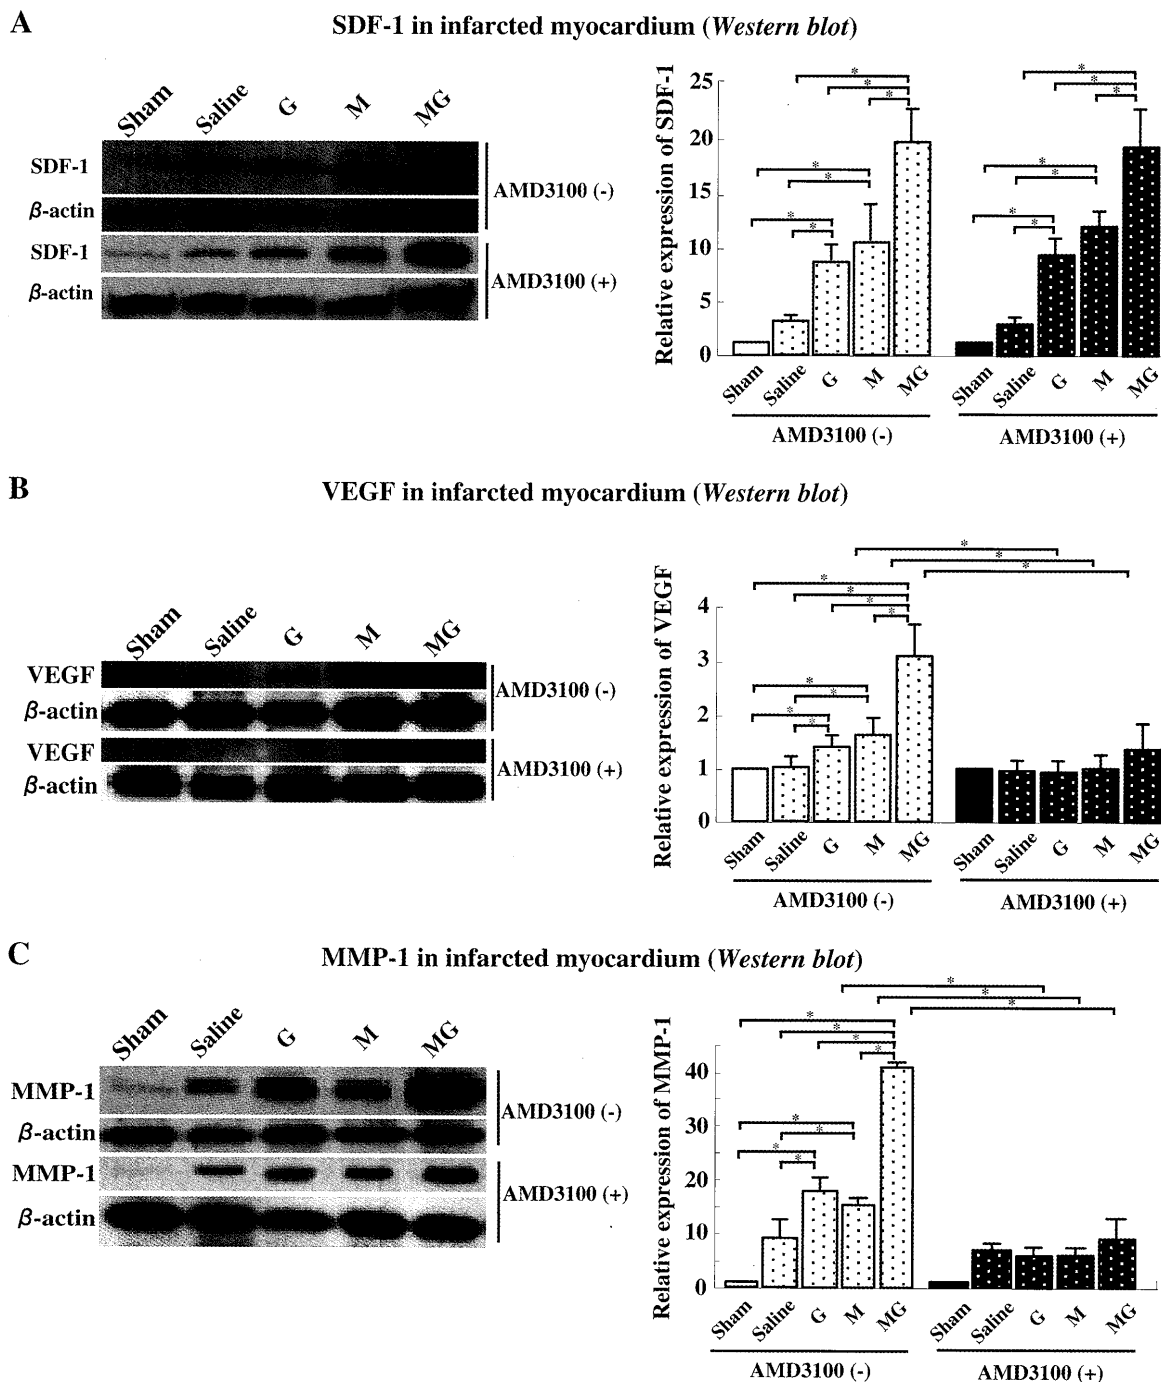 A
SDF-1 in infarcted myocardium (Western blot)
Sham Saline G M MG
SDF-1
β-actin
AMD3100 (-)
SDF-1
β-actin
AMD3100 (+)
Relative expression of SDF-1
25
20
15
10
5
0
* * *
* *
* *
* * *
* *
* *
Sham Saline G M MG
Sham Saline G M MG
AMD3100 (-)
AMD3100 (+)
B
VEGF in infarcted myocardium (Western blot)
Sham Saline G M MG
VEGF
β-actin
AMD3100 (-)
VEGF
β-actin
AMD3100 (+)
Relative expression of VEGF
4
3
2
1
0
* * *
* * * *
* *
* *
Sham Saline G M MG
Sham Saline G M MG
AMD3100 (-)
AMD3100 (+)
C
MMP-1 in infarcted myocardium (Western blot)
Sham Saline G M MG
MMP-1
β-actin
AMD3100 (-)
MMP-1
β-actin
AMD3100 (+)
Relative expression of MMP-1
40
30
20
10
0
* * *
* * * *
* *
* *
Sham Saline G M MG
Sham Saline G M MG
AMD3100 (-)
AMD3100 (+)